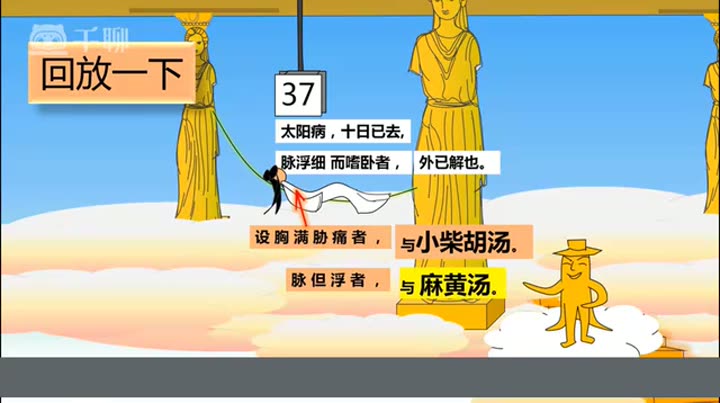 千聊
回放一下
37
太阳病，十日已去,
脉浮细 而嗜卧者， 外已解也。
设胸满胁痛者， 与小柴胡汤。
脉但浮者， 与麻黄汤。